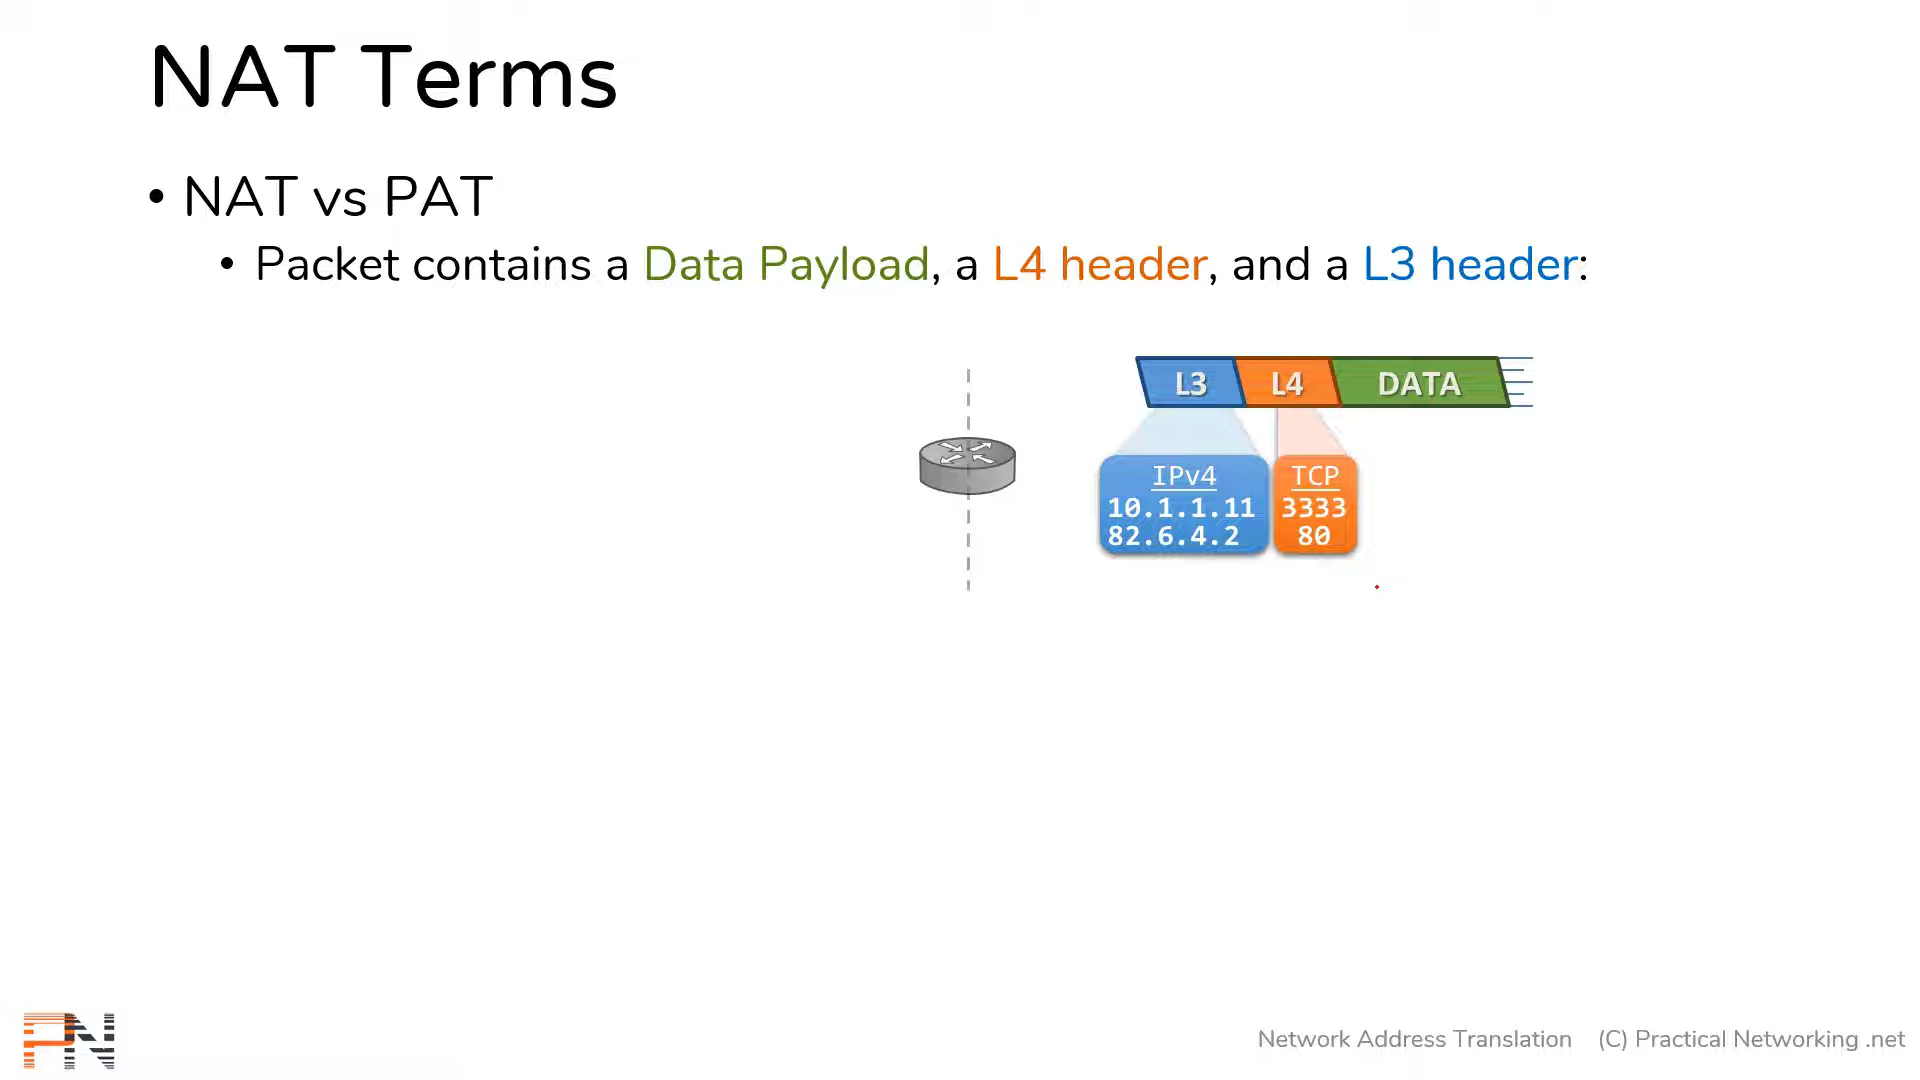 NAT Terms
• NAT vs PAT
• Packet contains a Data Payload, a L4 header, and a L3 header:
L3 L4 DATA
IPv4 TCP
10.1.1.11 3333
82.6.4.2 80
PN
Network Address Translation (C) Practical Networking .net